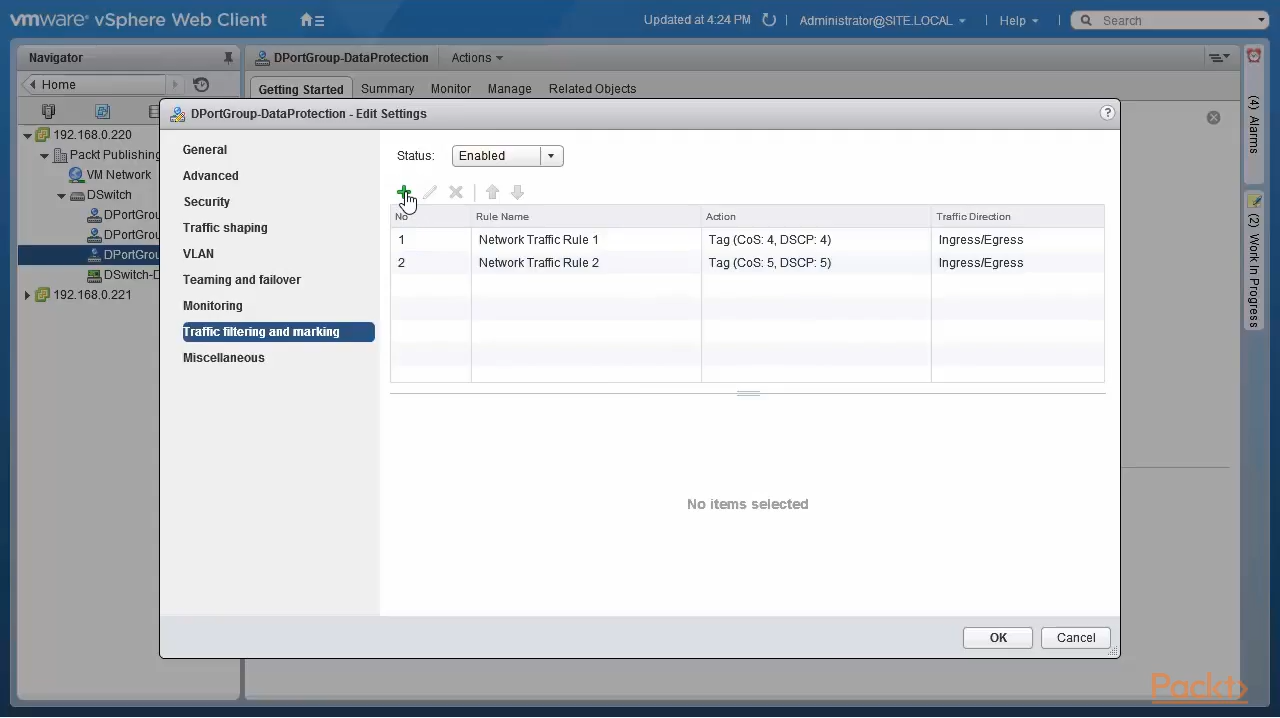 vmware® vSphere Web Client
Updated at 4:24 PM
Administrator@SITE.LOCAL
Help
Search
Navigator
DPortGroup-DataProtection
Actions
Home
Getting Started
Summary
Monitor
Manage
Related Objects
192.168.0.220
Packt Publishing
VM Network
DSwitch
DPortGrou
DPortGrou
DPortGrou
DSwitch-D
192.168.0.221
DPortGroup-DataProtection - Edit Settings
?
General
Advanced
Security
Traffic shaping
VLAN
Teaming and failover
Monitoring
Traffic filtering and marking
Miscellaneous
Status:
Enabled
No
Rule Name
Action
Traffic Direction
1
Network Traffic Rule 1
Tag (CoS: 4, DSCP: 4)
Ingress/Egress
2
Network Traffic Rule 2
Tag (CoS: 5, DSCP: 5)
Ingress/Egress
No items selected
OK
Cancel
(4) Alarms
(2) Work In Progress
Packt